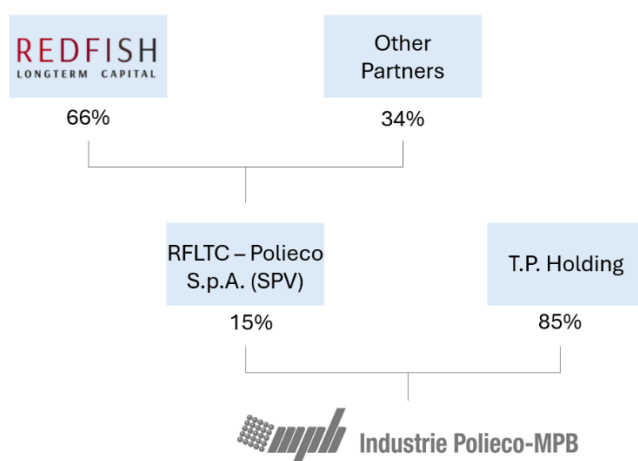 REDFISH
LONGTERM CAPITAL
Other
Partners
66%
34%
RFLTC – Polieco
S.p.A. (SPV)
T.P. Holding
15%
85%
mpb Industrie Polieco-MPB